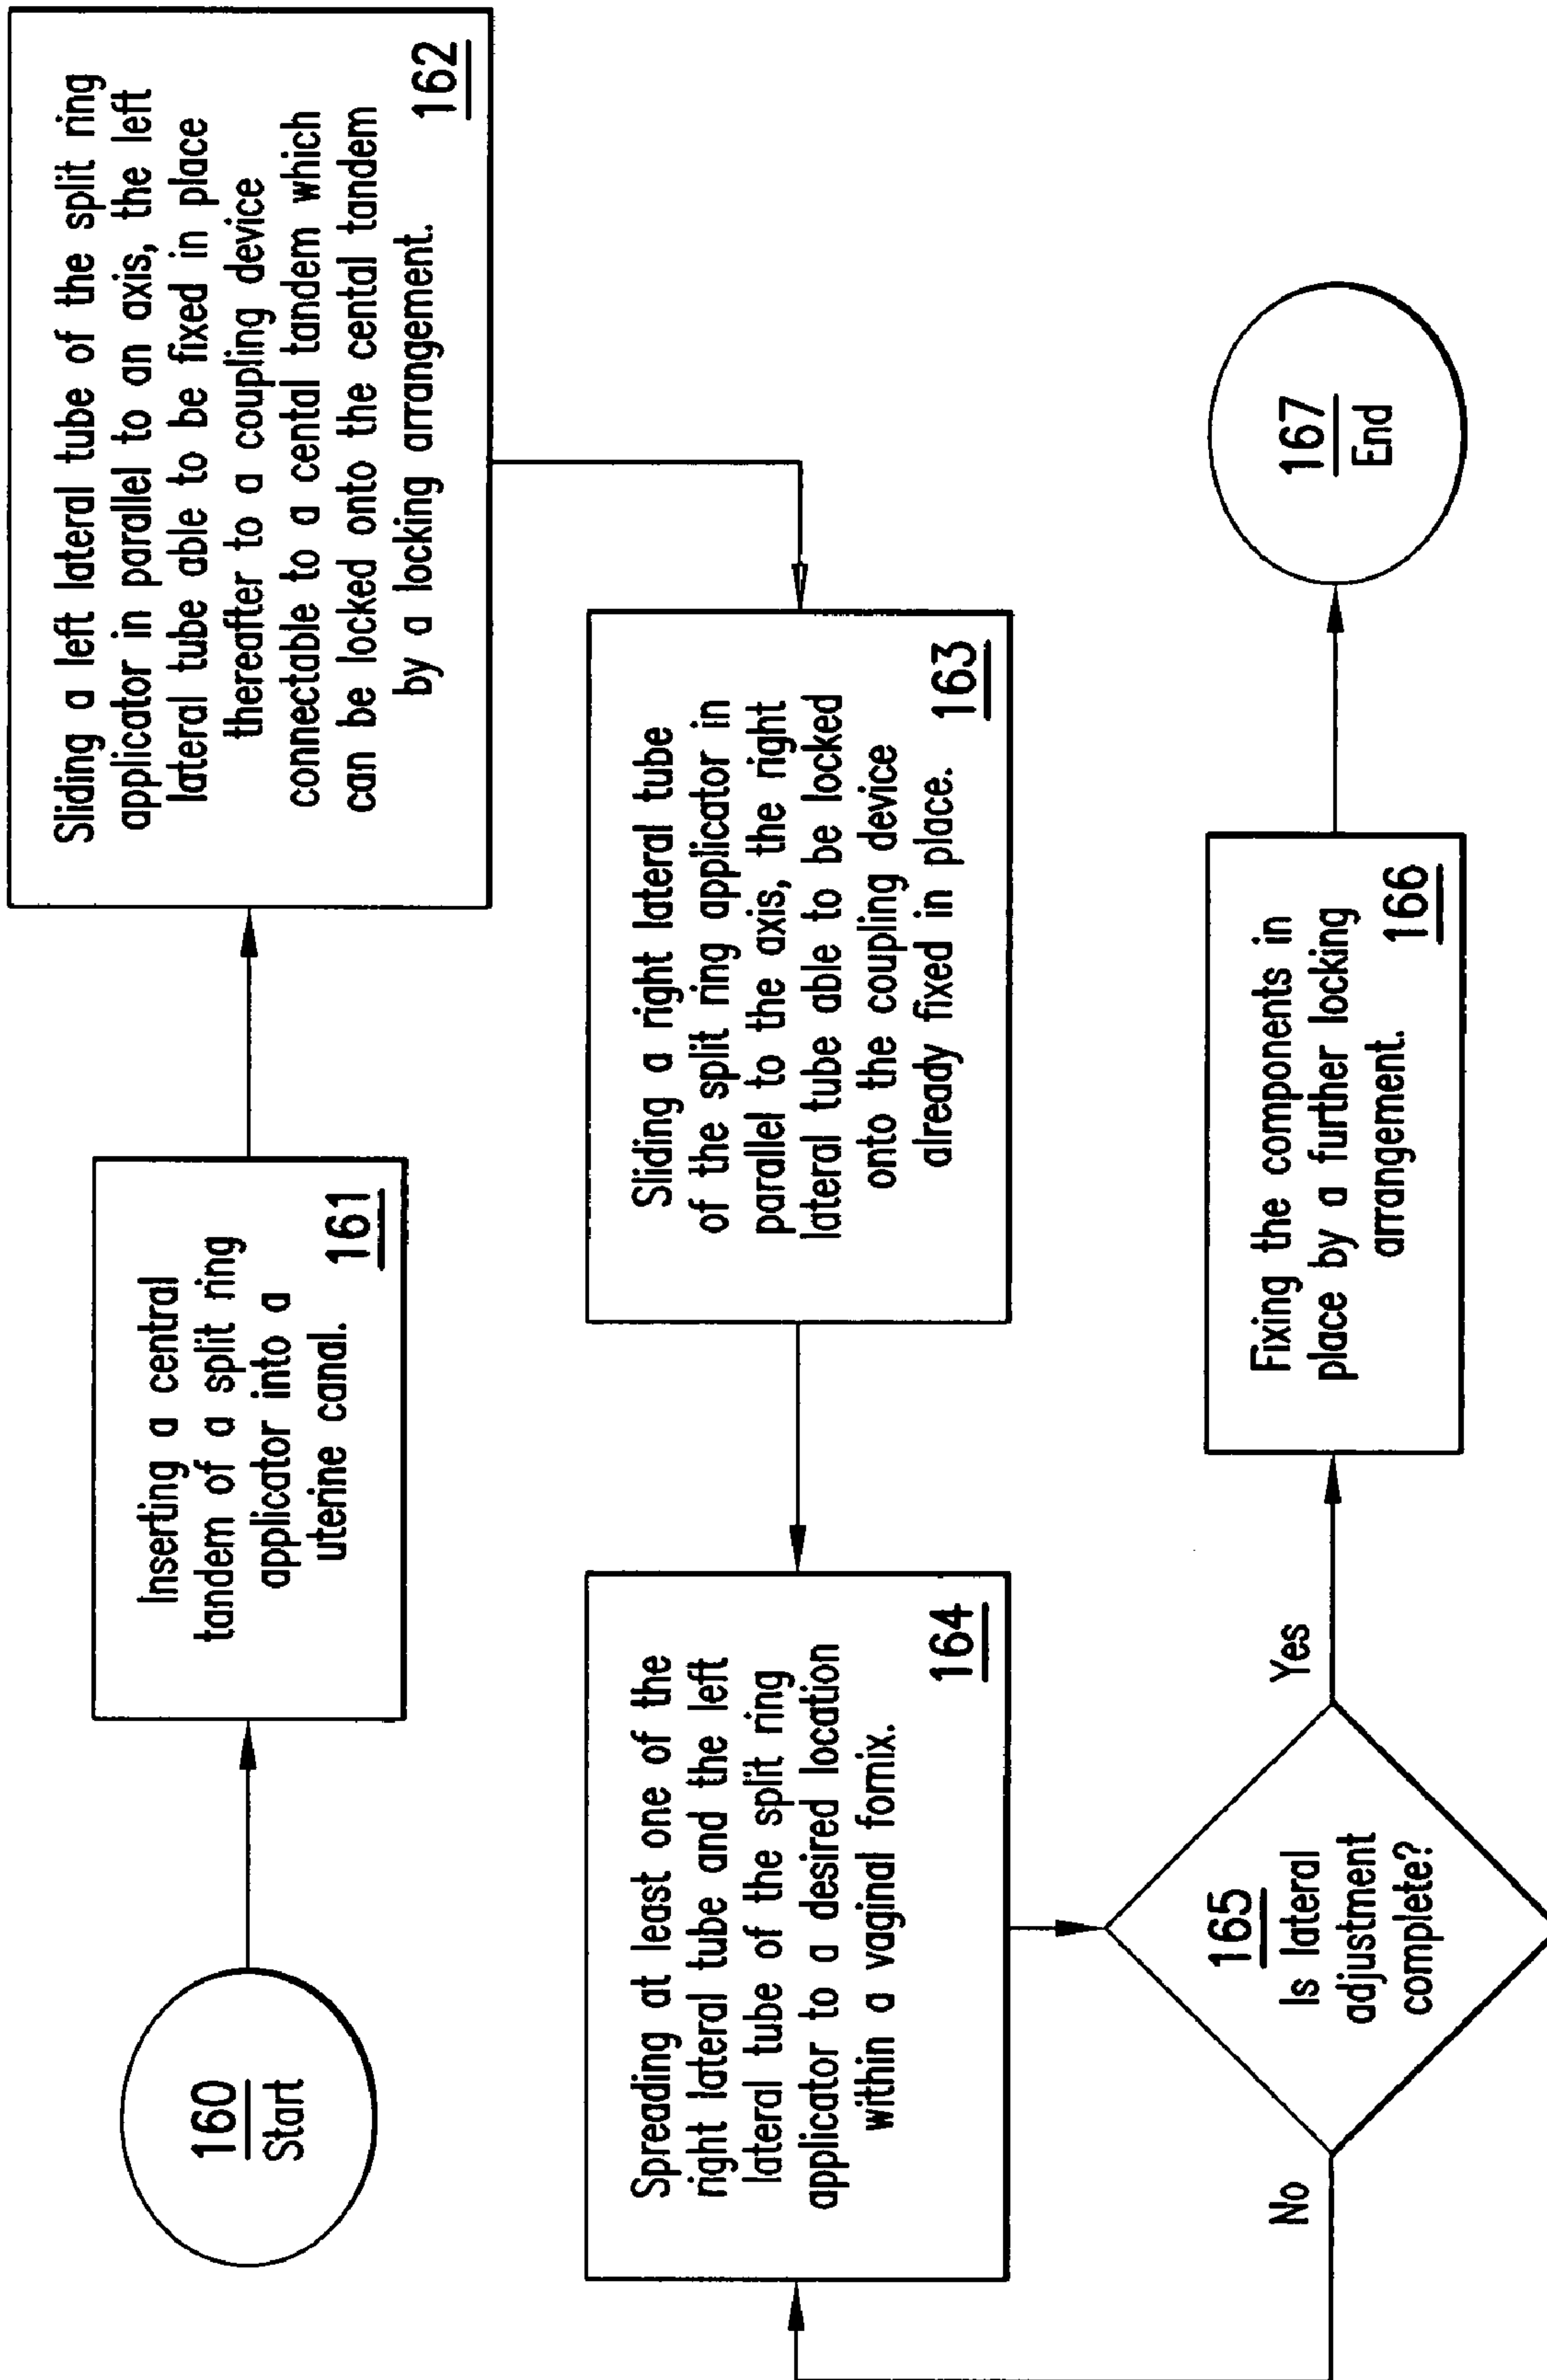 160
Start
Inserting a central
tandem of a split ring
applicator into a
uterine canal.
161
Sliding a left lateral tube of the split ring
applicator in parallel to an axis, the left
lateral tube able to be fixed in place
thereafter to a coupling device
connectable to a cental tandem which
can be locked onto the cental tandem
by a locking arrangement.
162
Sliding a right lateral tube
of the split ring applicator in
parallel to the axis, the right
lateral tube able to be locked
onto the coupling device
already fixed in place.
163
Spreading at least one of the
right lateral tube and the left
lateral tube of the split ring
applicator to a desired location
within a vaginal fornix.
164
165
Is lateral
adjustment
complete?
No
Yes
Fixing the components in
place by a further locking
arrangement.
166
167
End